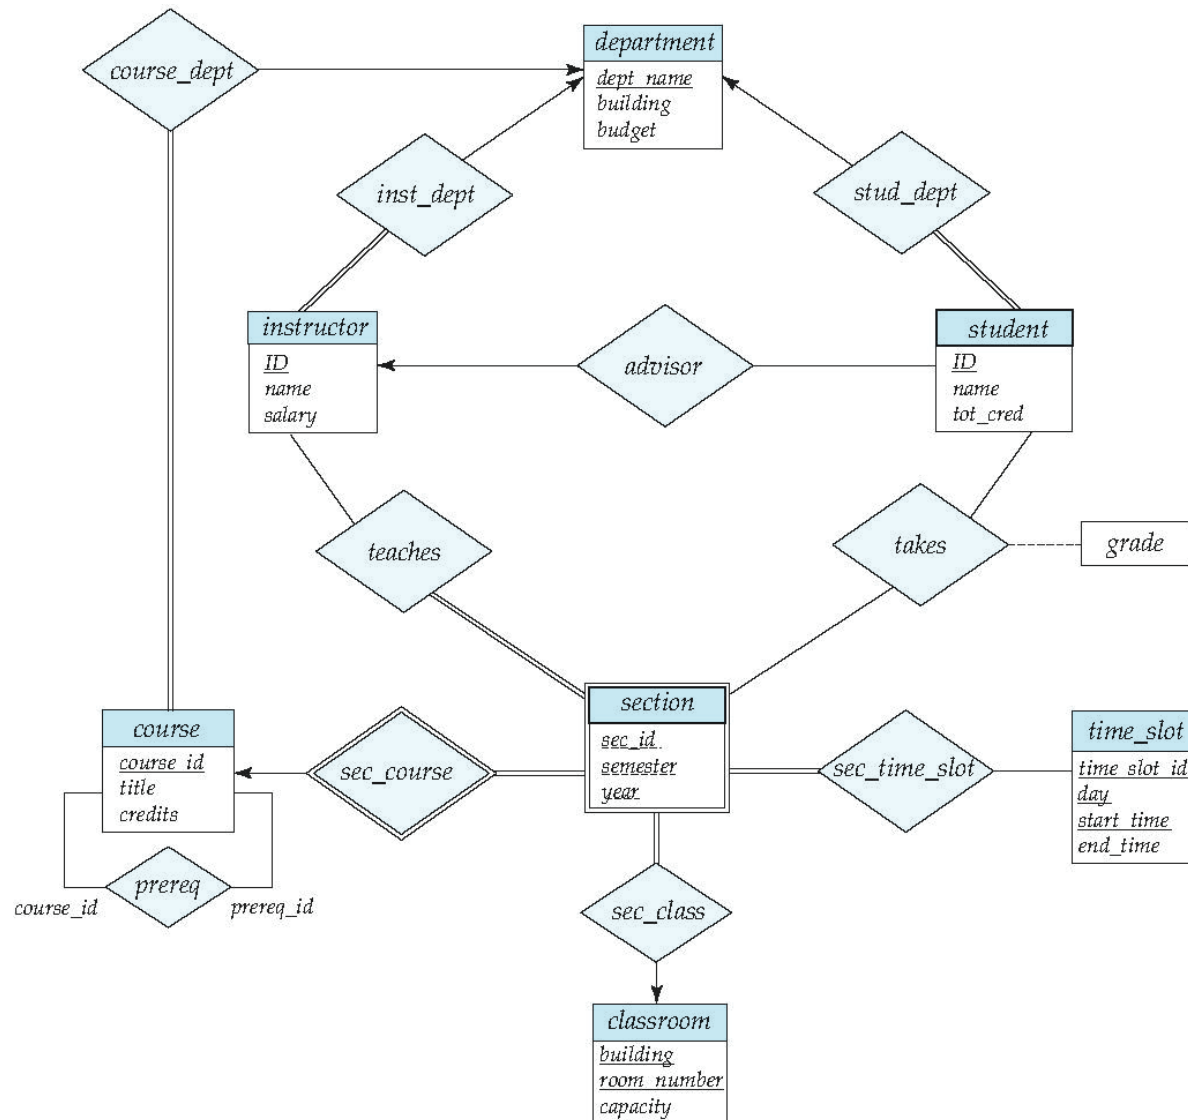 department
course_dept
dept_name
building
budget
inst_dept
stud_dept
instructor
ID
name
salary
advisor
student
ID
name
tot_cred
teaches
takes
grade
section
sec_id
semester
year
course
course_id
title
credits
sec_course
sec_time_slot
time_slot
time_slot_id
day
start_time
end_time
prereq
course_id
prereq_id
sec_class
classroom
building
room_number
capacity